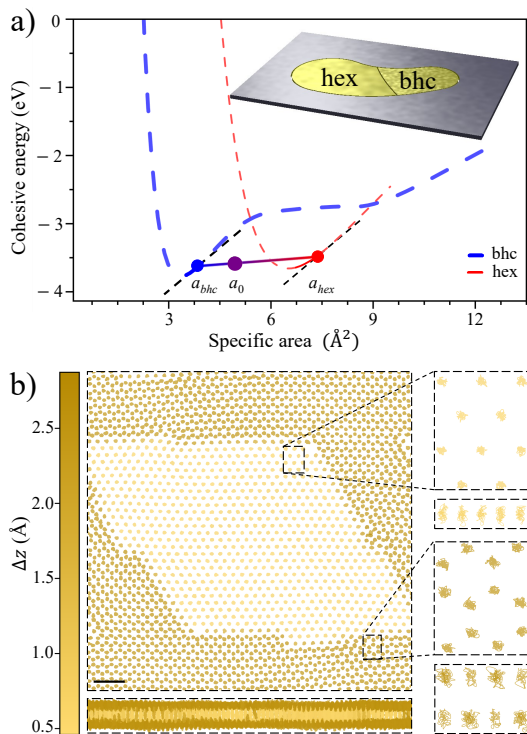 a)
Cohesive energy (eV)
0
−1
−2
−3
−4
hex
bhc
a_bhc
a_0
a_hex
bhc
hex
3
6
9
12
Specific area (Å²)
b)
Δz (Å)
2.5
2.0
1.5
1.0
0.5